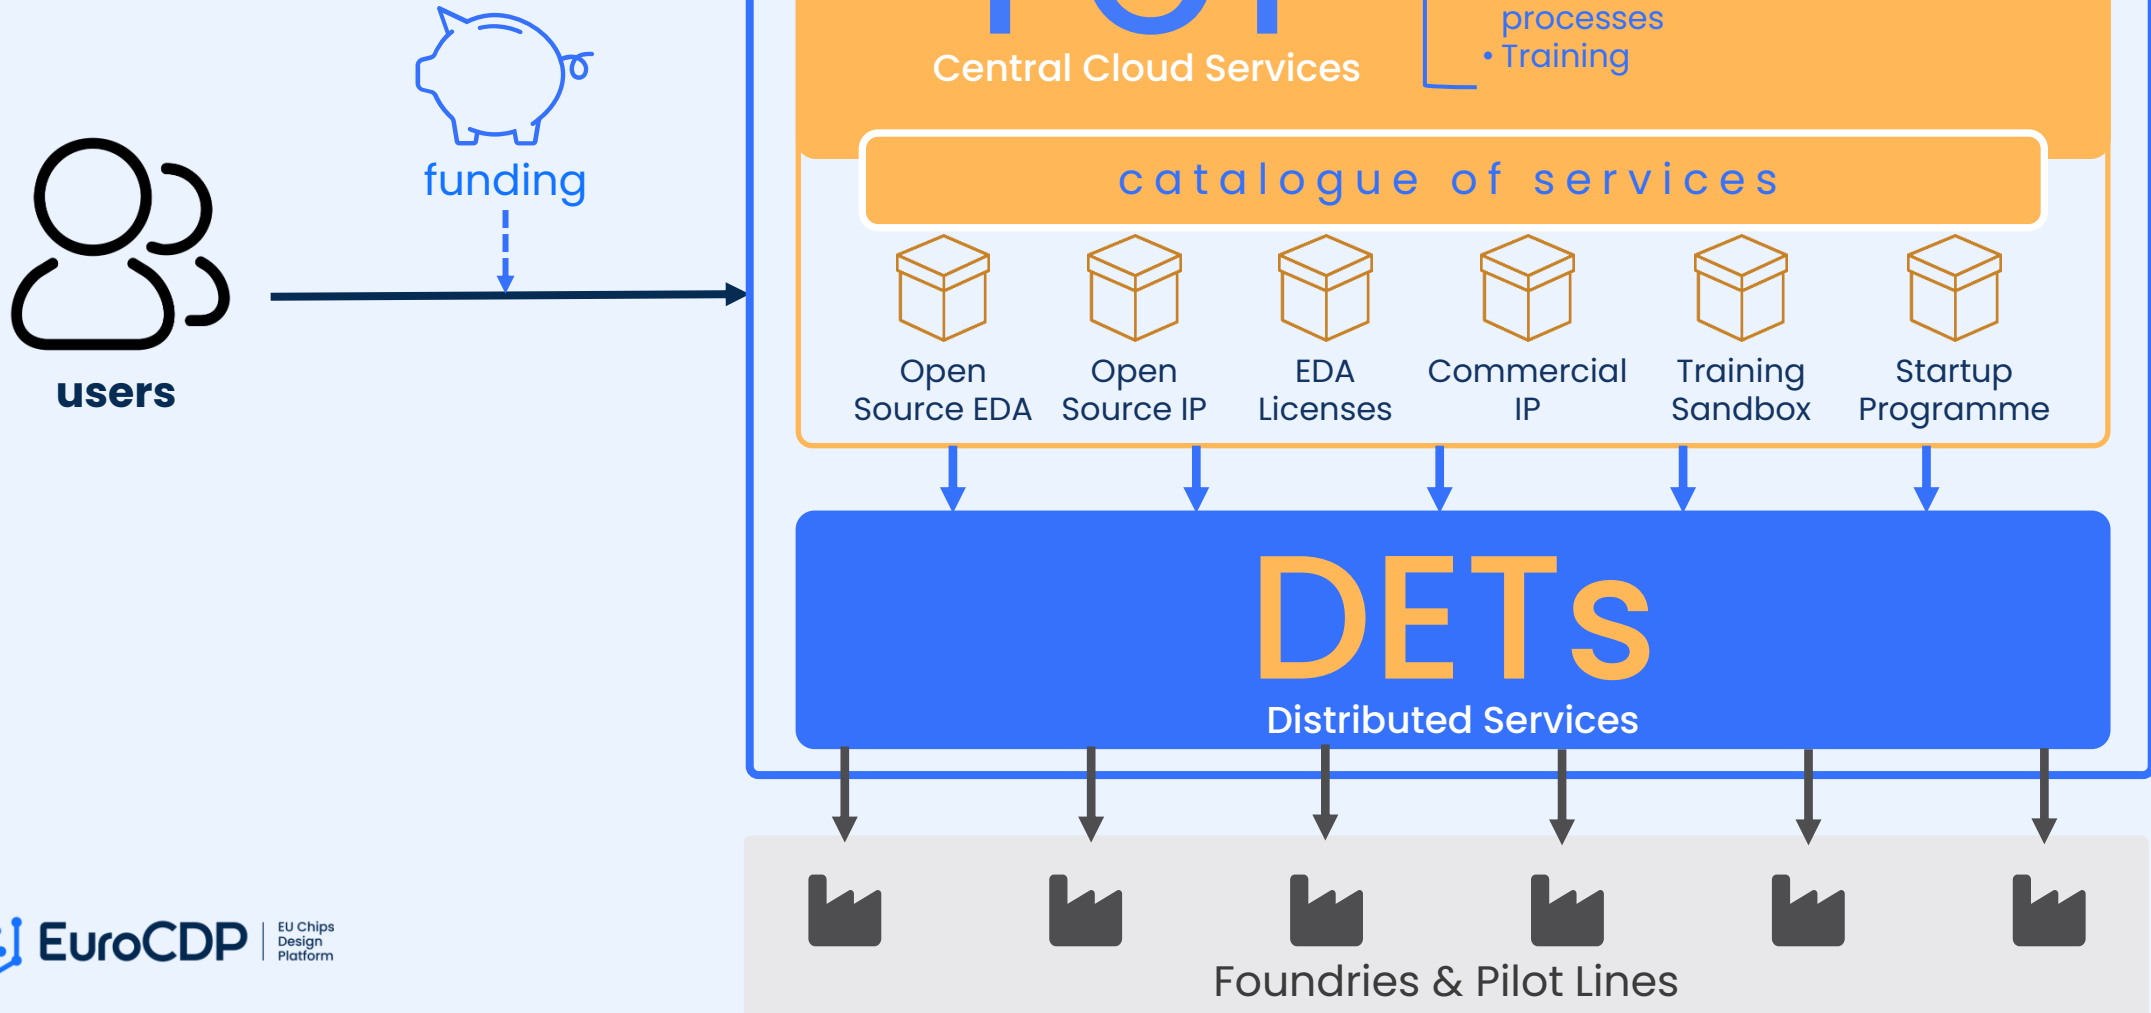 processes
• Training
Central Cloud Services
funding
catalogue of services
users
Open
Source EDA
Open
Source IP
EDA
Licenses
Commercial
IP
Training
Sandbox
Startup
Programme
DETs
Distributed Services
EuroCDP
EU Chips
Design
Platform
Foundries & Pilot Lines